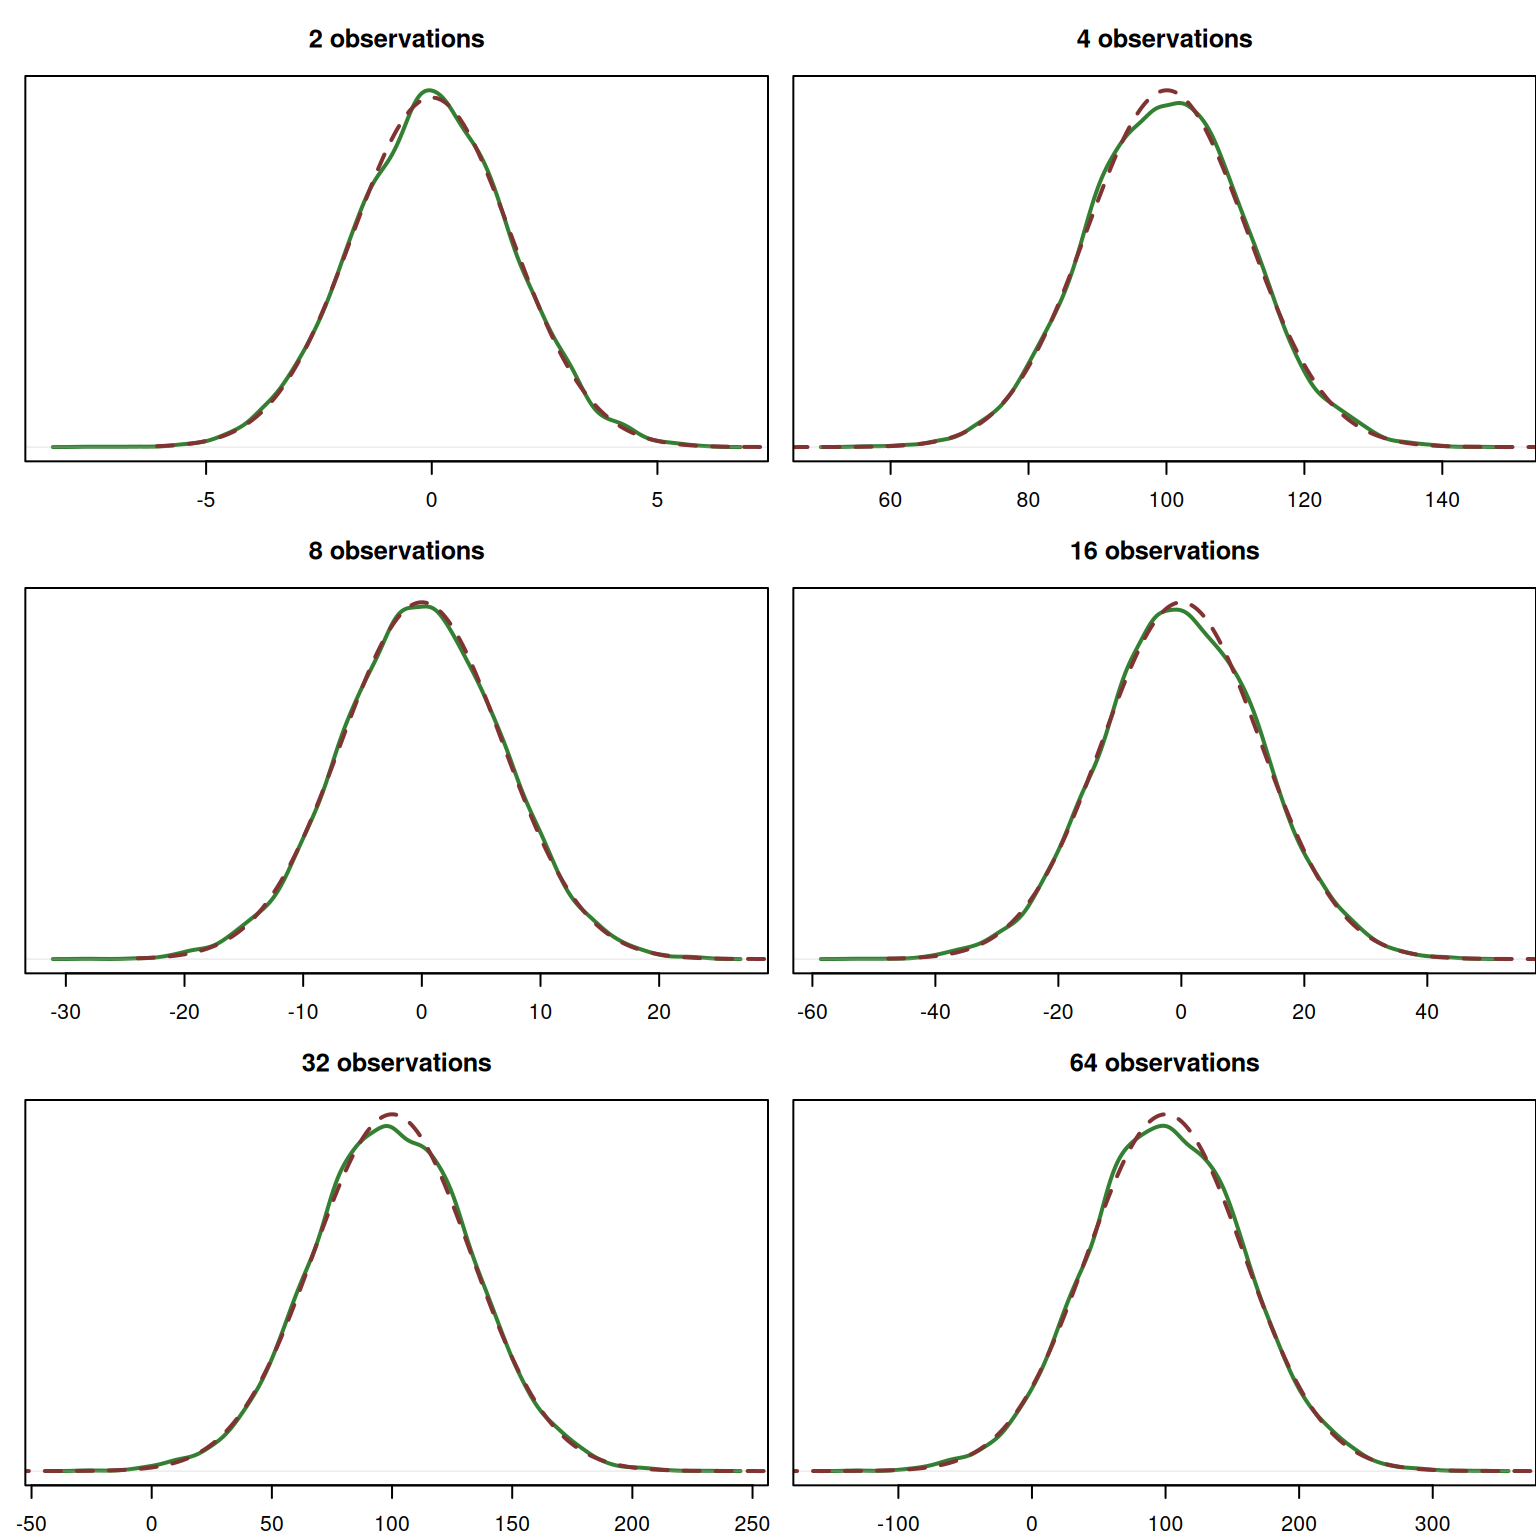 2 observations
4 observations
-5 0 5
60 80 100 120 140
8 observations
16 observations
-30 -20 -10 0 10 20
-60 -40 -20 0 20 40
32 observations
64 observations
-50 0 50 100 150 200 250
-100 0 100 200 300